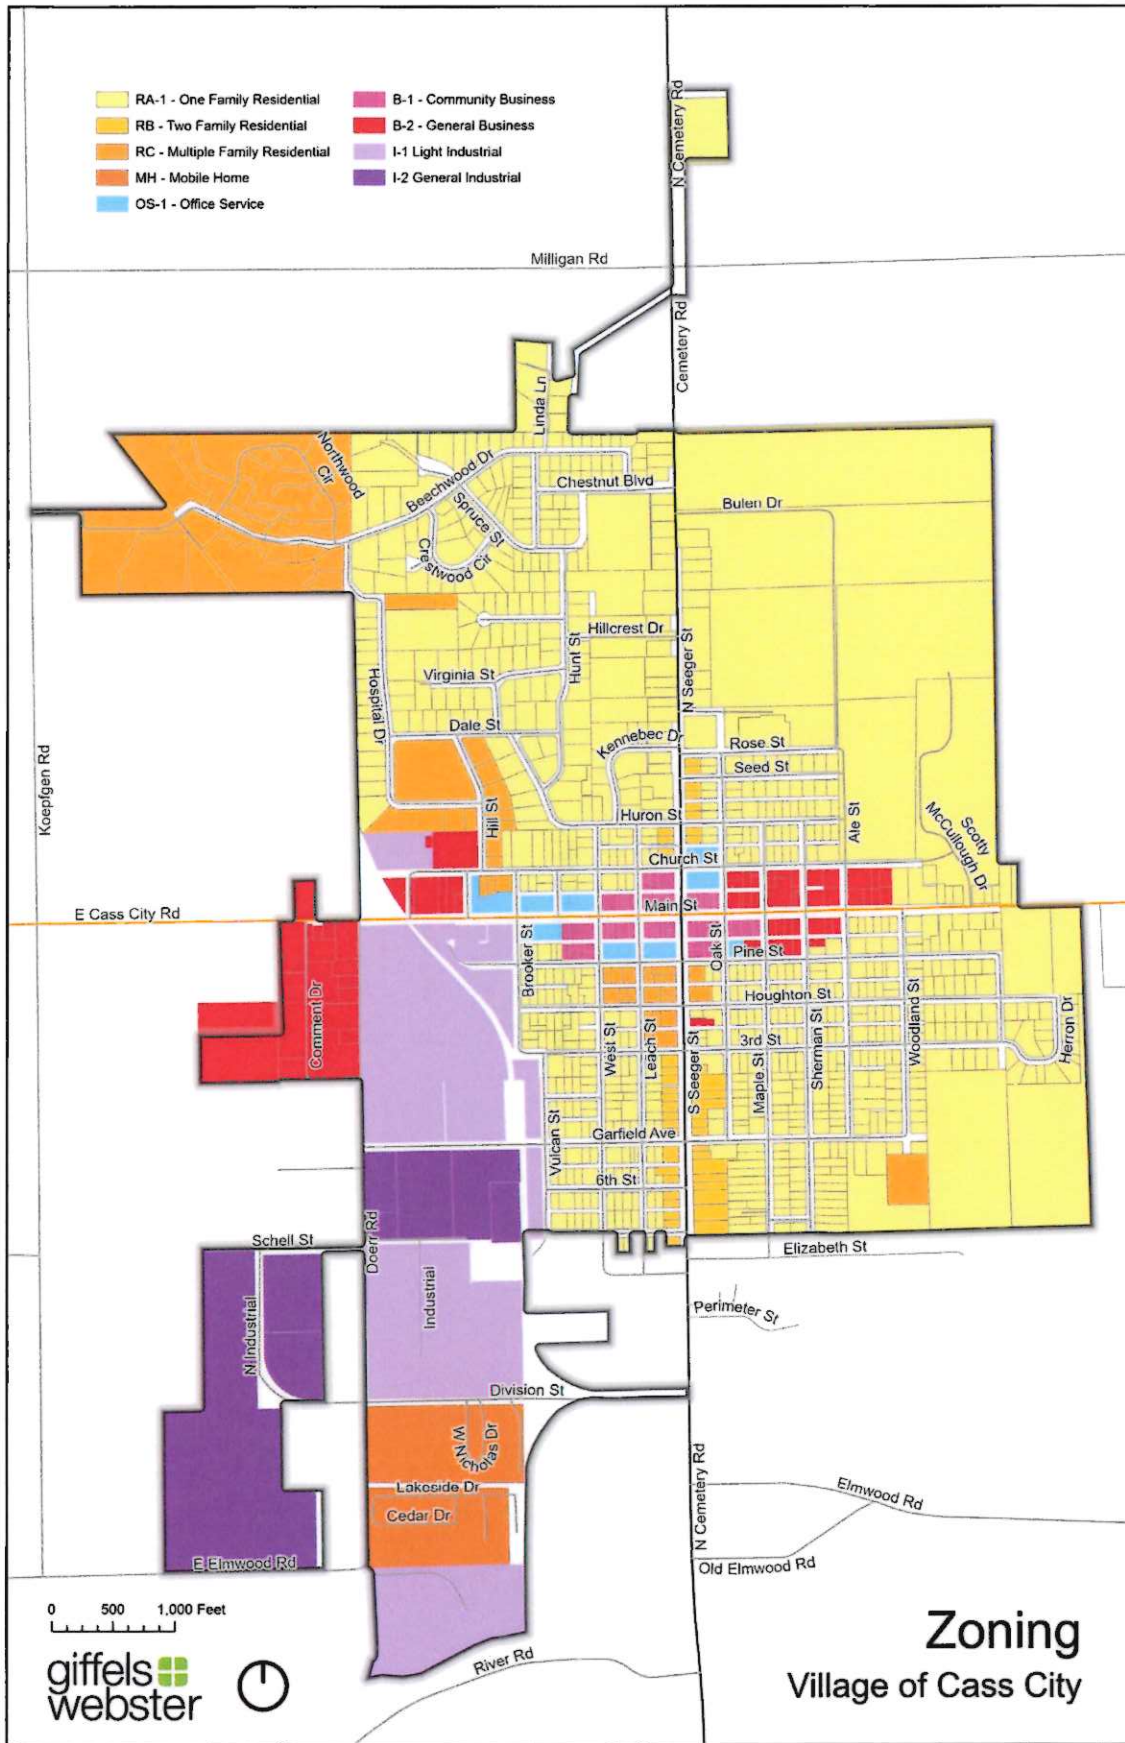 RA-1 - One Family Residential
RB - Two Family Residential
RC - Multiple Family Residential
MH - Mobile Home
OS-1 - Office Service
B-1 - Community Business
B-2 - General Business
I-1 Light Industrial
I-2 General Industrial
N Cemetery Rd
Milligan Rd
Cemetery Rd
Linda Ln
Northwood Cir
Beechwood Dr
Chestnut Blvd
Spruce St
Crestwood Cir
Bulen Dr
Hillcrest Dr
Hunt St
N Seeger St
Virginia St
Hospital Dr
Dale St
Kennebec Dr
Rose St
Seed St
Koepfgen Rd
Hill St
Huron St
Ale St
Scotty McCullough Dr
Church St
E Cass City Rd
Main St
Brooker St
Oak St
Pine St
Comment Dr
Houghton St
Woodland St
Herron Dr
West St
Leach St
S Seeger St
3rd St
Maple St
Sherman St
Vulcan St
Garfield Ave
6th St
Schell St
Doerr Rd
Elizabeth St
N Industrial
Industrial
Perimeter St
Division St
W Nicholas Dr
Lakeside Dr
Cedar Dr
N Cemetery Rd
Elmwood Rd
E Elmwood Rd
Old Elmwood Rd
River Rd
0 500 1,000 Feet
giffels
webster
Zoning
Village of Cass City